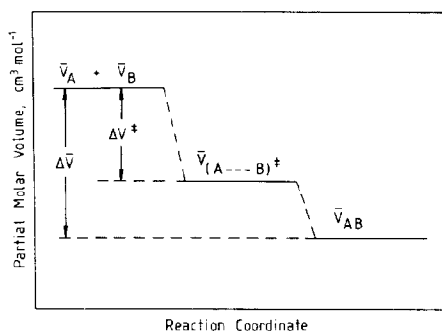 Partial Molar Volume, cm³ mol⁻¹
V̄A + V̄B
ΔV‡
ΔV̄
V̄(A---B)‡
V̄AB
Reaction Coordinate